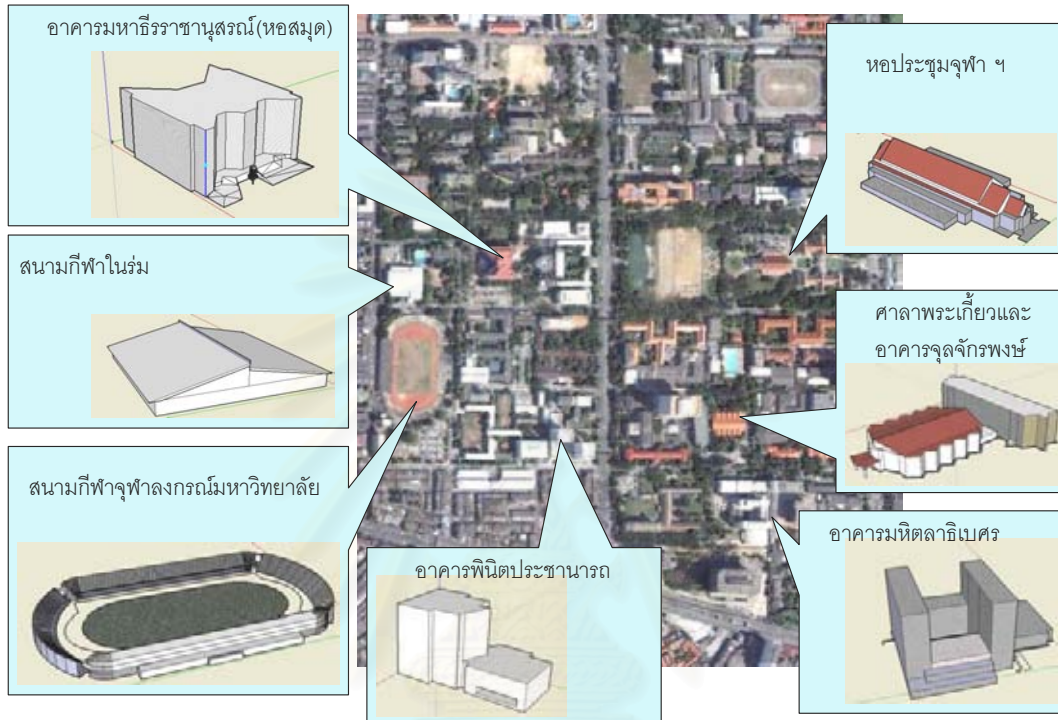 อาคารมหาธีรราชานุสรณ์(หอสมุด)
หอประชุมจุฬา ฯ
สนามกีฬาในร่ม
ศาลาพระเกี้ยวและ
อาคารจุลจักรพงษ์
สนามกีฬาจุฬาลงกรณ์มหาวิทยาลัย
อาคารพินิตประชานารถ
อาคารมหิตลาธิเบศร